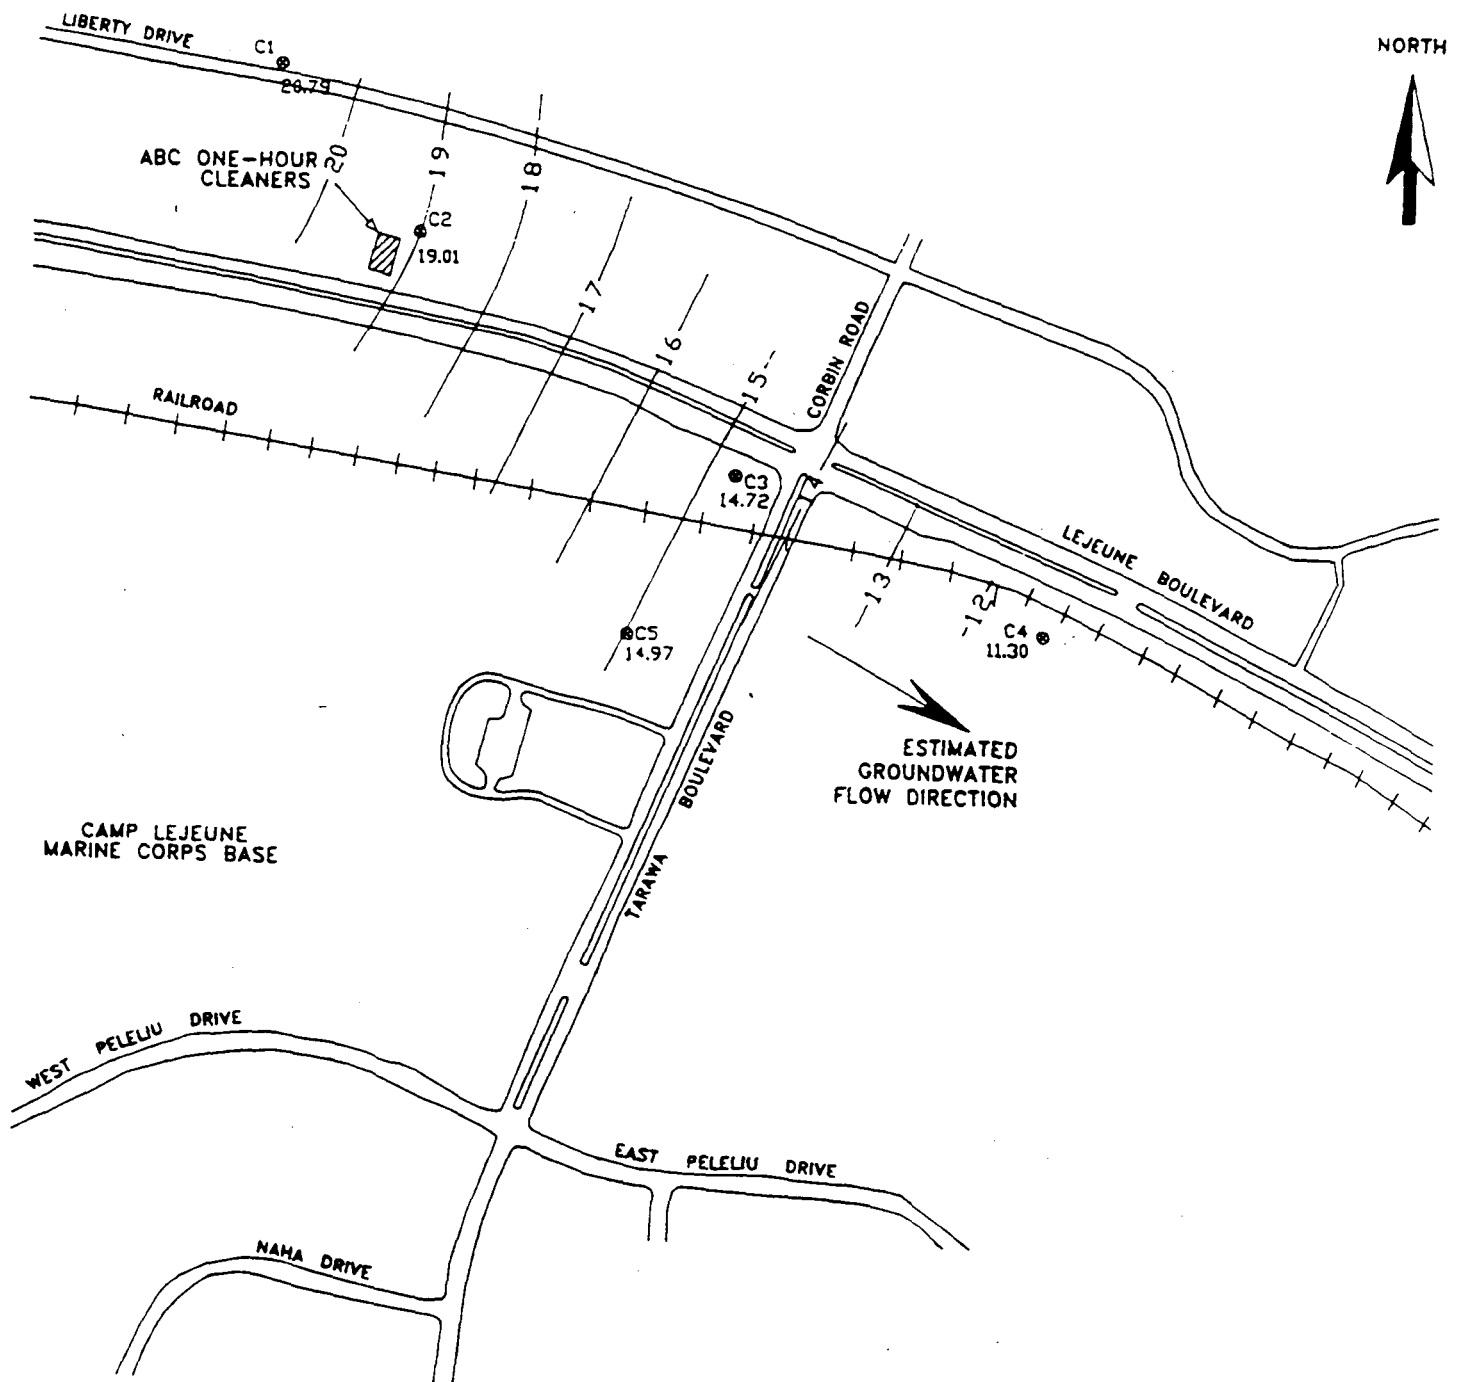 LIBERTY DRIVE
C1
20.79
NORTH
ABC ONE-HOUR
CLEANERS
20
19
18
C2
19.01
17
16
15
CORBIN ROAD
RAILROAD
C3
14.72
14
LEJEUNE BOULEVARD
13
12
C4
11.30
C5
14.97
ESTIMATED
GROUNDWATER
FLOW DIRECTION
TARAWA BOULEVARD
CAMP LEJEUNE
MARINE CORPS BASE
WEST PELELIU DRIVE
EAST PELELIU DRIVE
NAHA DRIVE